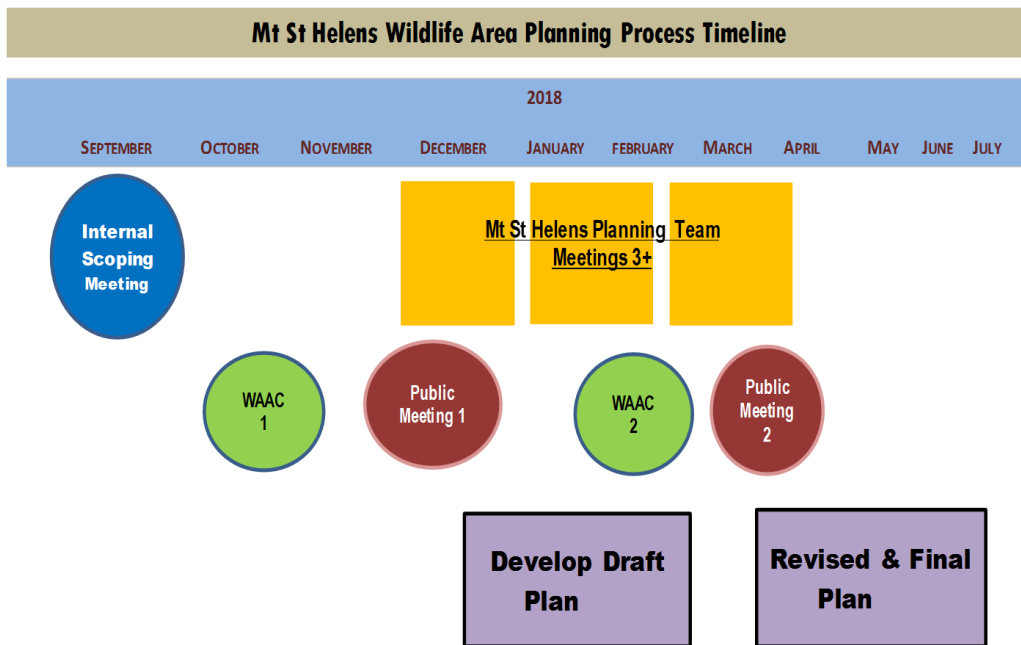 Mt St Helens Wildlife Area Planning Process Timeline
2018
SEPTEMBER OCTOBER NOVEMBER DECEMBER JANUARY FEBRUARY MARCH APRIL MAY JUNE JULY
Internal
Scoping
Meeting
Mt St Helens Planning Team
Meetings 3+
WAAC
1
Public
Meeting 1
WAAC
2
Public
Meeting
2
Develop Draft
Plan
Revised & Final
Plan